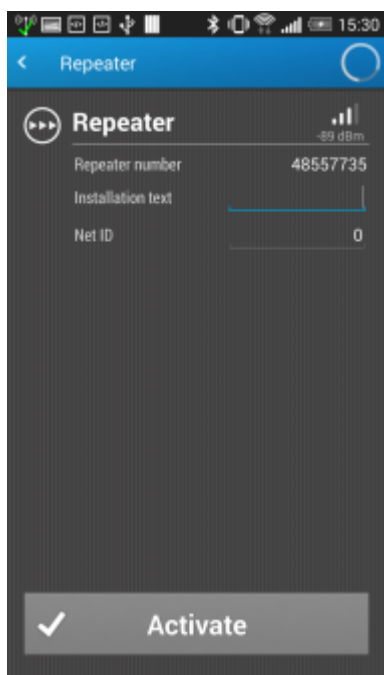 15:30
Repeater
Repeater
-89 dBm
Repeater number 48557735
Installation text
Net ID 0
Activate